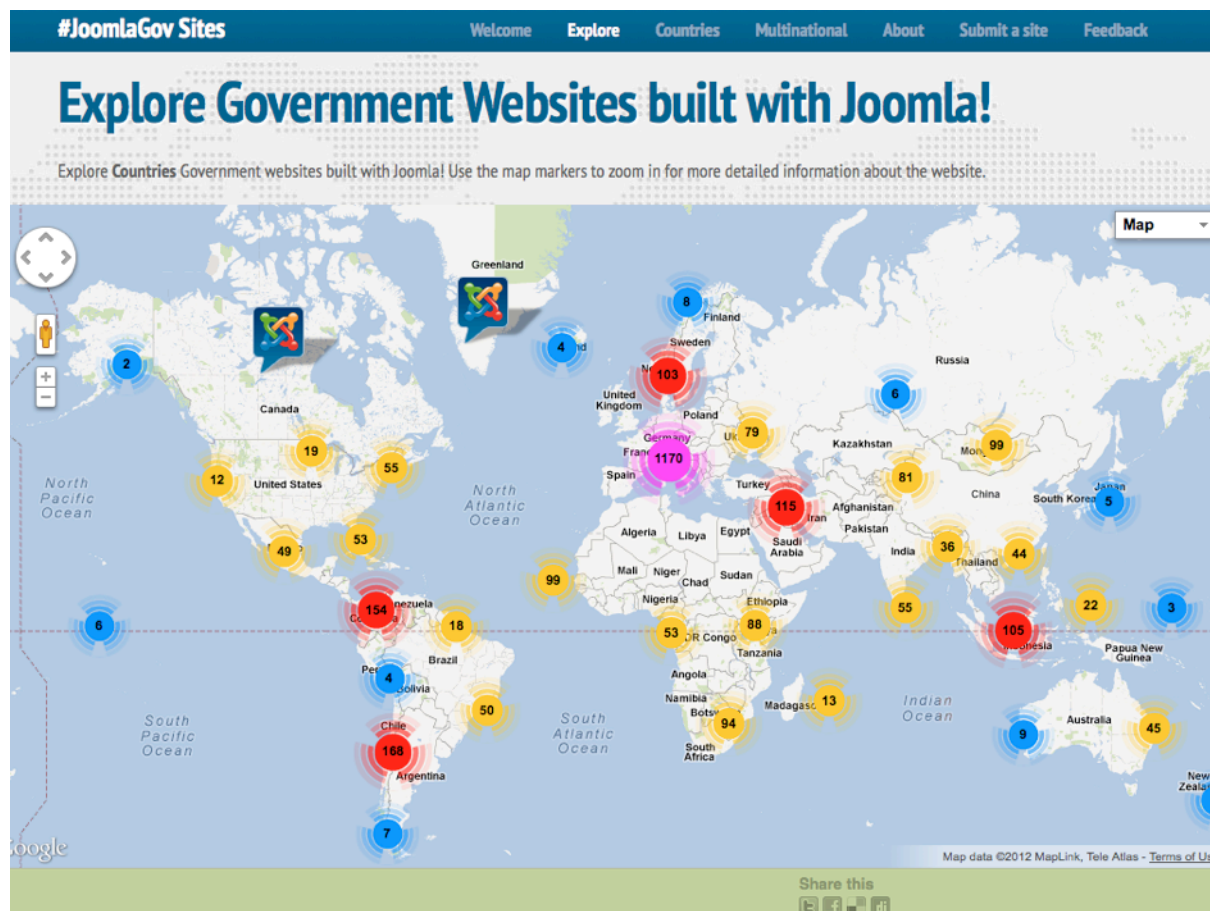 #JoomlaGov Sites
Welcome Explore Countries Multinational About Submit a site Feedback
Explore Government Websites built with Joomla!
Explore Countries Government websites built with Joomla! Use the map markers to zoom in for more detailed information about the website.
Map
Greenland
8
Finland
4
Sweden
2
103
Russia
6
United
Kingdom
Canada
Poland
79
Germany
Kazakhstan
99
19
1170
55
Spain
81
12
United States
Turkey
China
North
Pacific
Ocean
North
Atlantic
Ocean
Japan
South Korea
5
115
Afghanistan
Iran
Pakistan
Algeria
Libya
Egypt
53
49
Saudi
Arabia
India
36
44
Thailand
Mali
Niger
Chad
Sudan
99
Nigeria
Ethiopia
154
55
22
3
6
18
53
DR Congo
88
105
Tanzania
Papua New
Guinea
Brazil
4
Bolivia
Angola
Namibia
50
Madagasc
13
Indian
Ocean
94
South
Pacific
Ocean
South
Atlantic
Ocean
Australia
45
9
Chile
168
South
Africa
Argentina
New
7
Google
Map data ©2012 MapLink, Tele Atlas - Terms of Us
Share this